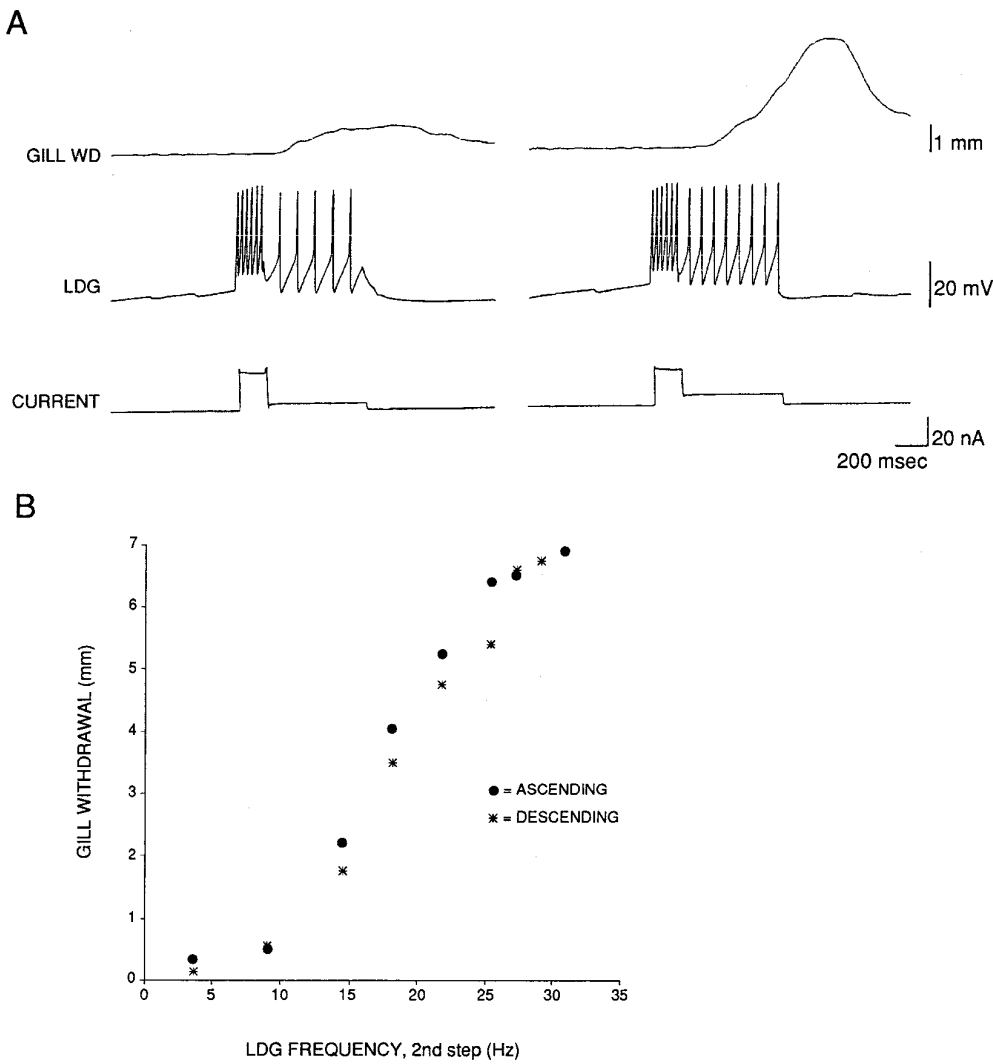 A
GILL WD
1 mm
LDG
20 mV
CURRENT
20 nA
200 msec
B
7
6
5
4
3
2
1
0
GILL WITHDRAWAL (mm)
● = ASCENDING
* = DESCENDING
0 5 10 15 20 25 30 35
LDG FREQUENCY, 2nd step (Hz)